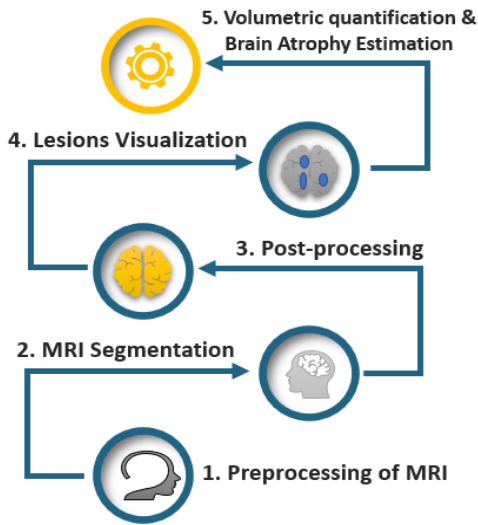 5. Volumetric quantification &
Brain Atrophy Estimation
4. Lesions Visualization
3. Post-processing
2. MRI Segmentation
1. Preprocessing of MRI